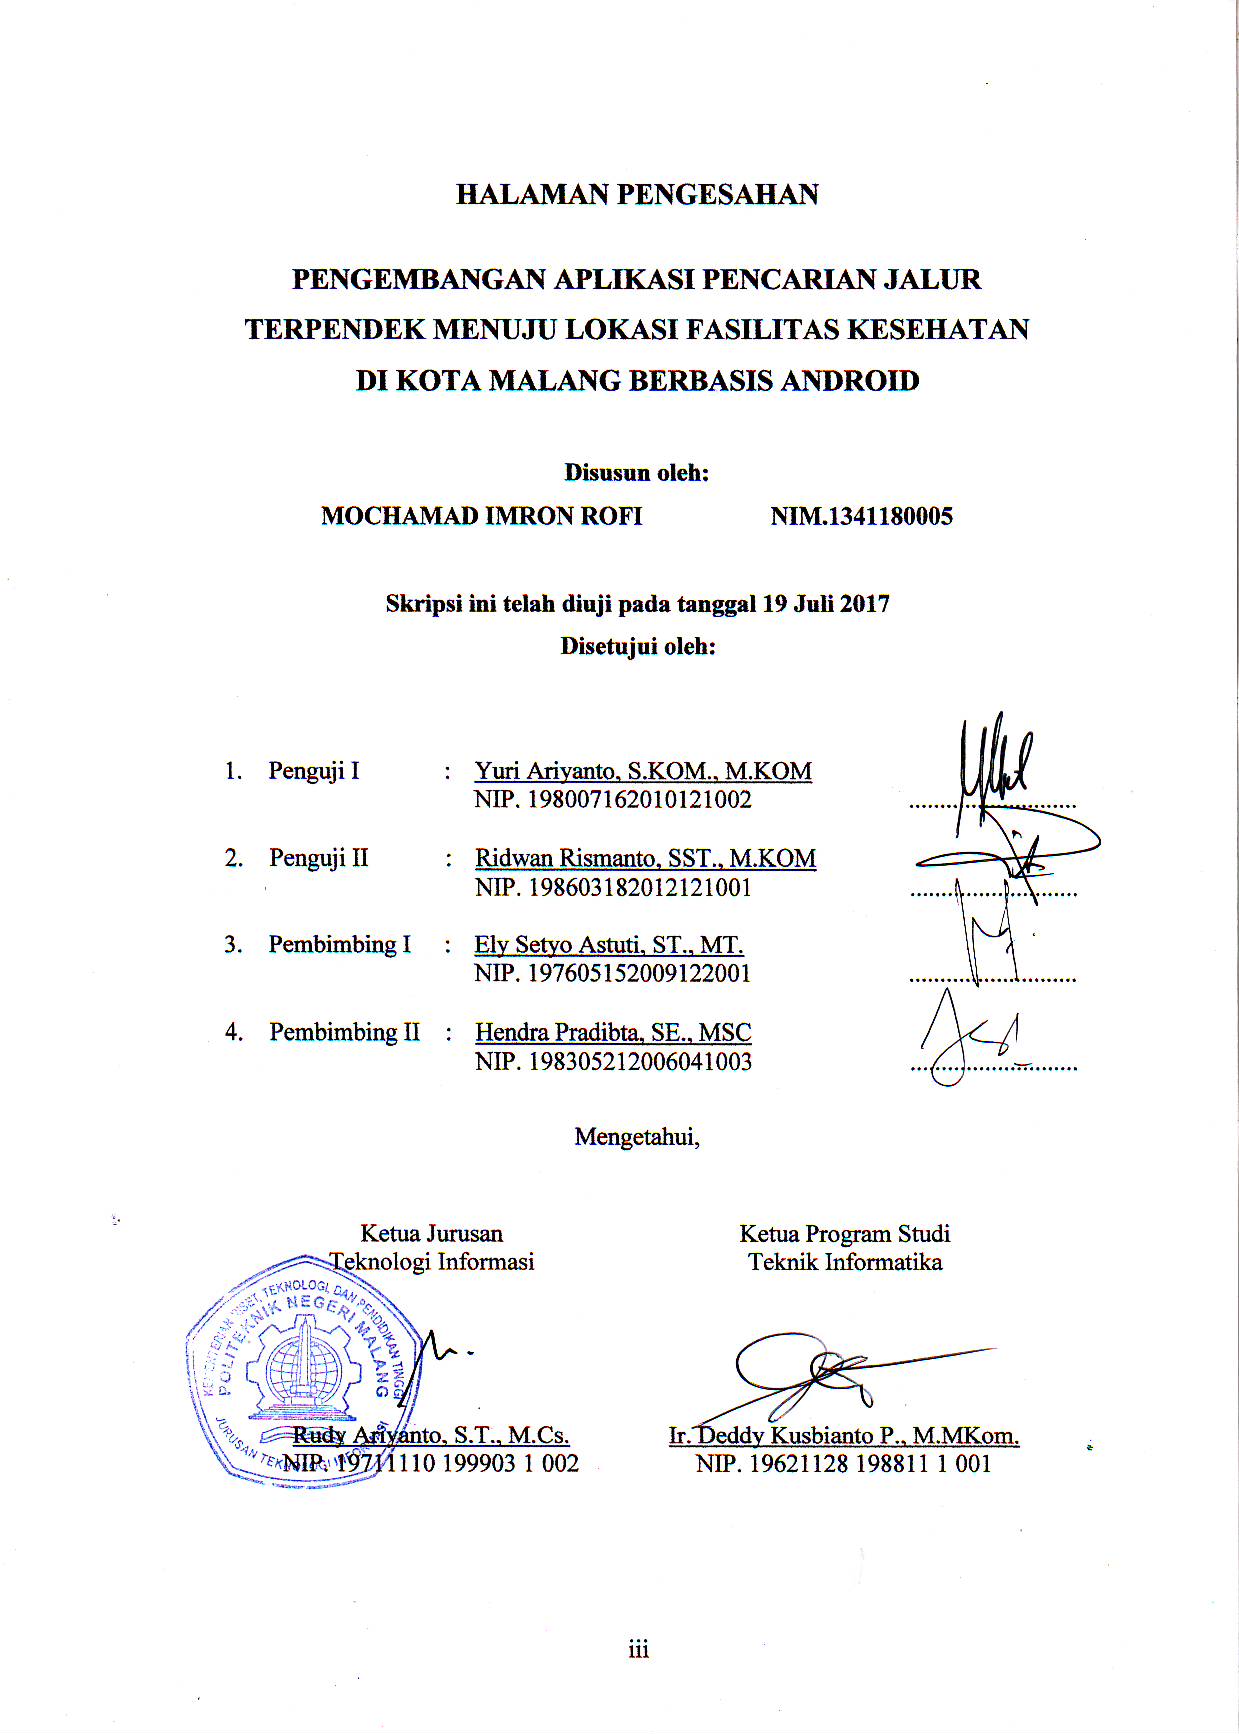 HALAMAN PENGESAHAN
PENGEMBANGAN APLIKASI PENCARIAN JALUR
TERPENDEK MENUJU LOKASI FASILITAS KESEHATAN
DI KOTA MALANG BERBASIS ANDROID
Disusun oleh:
MOCHAMAD IMRON ROFI NIM.1341180005
Skripsi ini telah diuji pada tanggal 19 Juli 2017
Disetujui oleh:
1. Penguji I : Yuri Ariyanto, S.KOM., M.KOM
NIP. 198007162010121002 ............................
2. Penguji II : Ridwan Rismanto, SST., M.KOM
NIP. 198603182012121001 ............................
3. Pembimbing I : Ely Setyo Astuti, ST., MT.
NIP. 197605152009122001 ............................
4. Pembimbing II : Hendra Pradibta, SE., MSC
NIP. 198305212006041003 ............................
Mengetahui,
Ketua Jurusan
Teknologi Informasi
Ketua Program Studi
Teknik Informatika
RISET, TEKNOLOGI, DAN PENDIDIKAN TINGGI
POLITEKNIK NEGERI MALANG
JURUSAN TEKNOLOGI INFORMASI
Rudy Ariyanto, S.T., M.Cs.
NIP. 19711110 199903 1 002
Ir. Deddy Kusbianto P., M.MKom.
NIP. 19621128 198811 1 001
iii